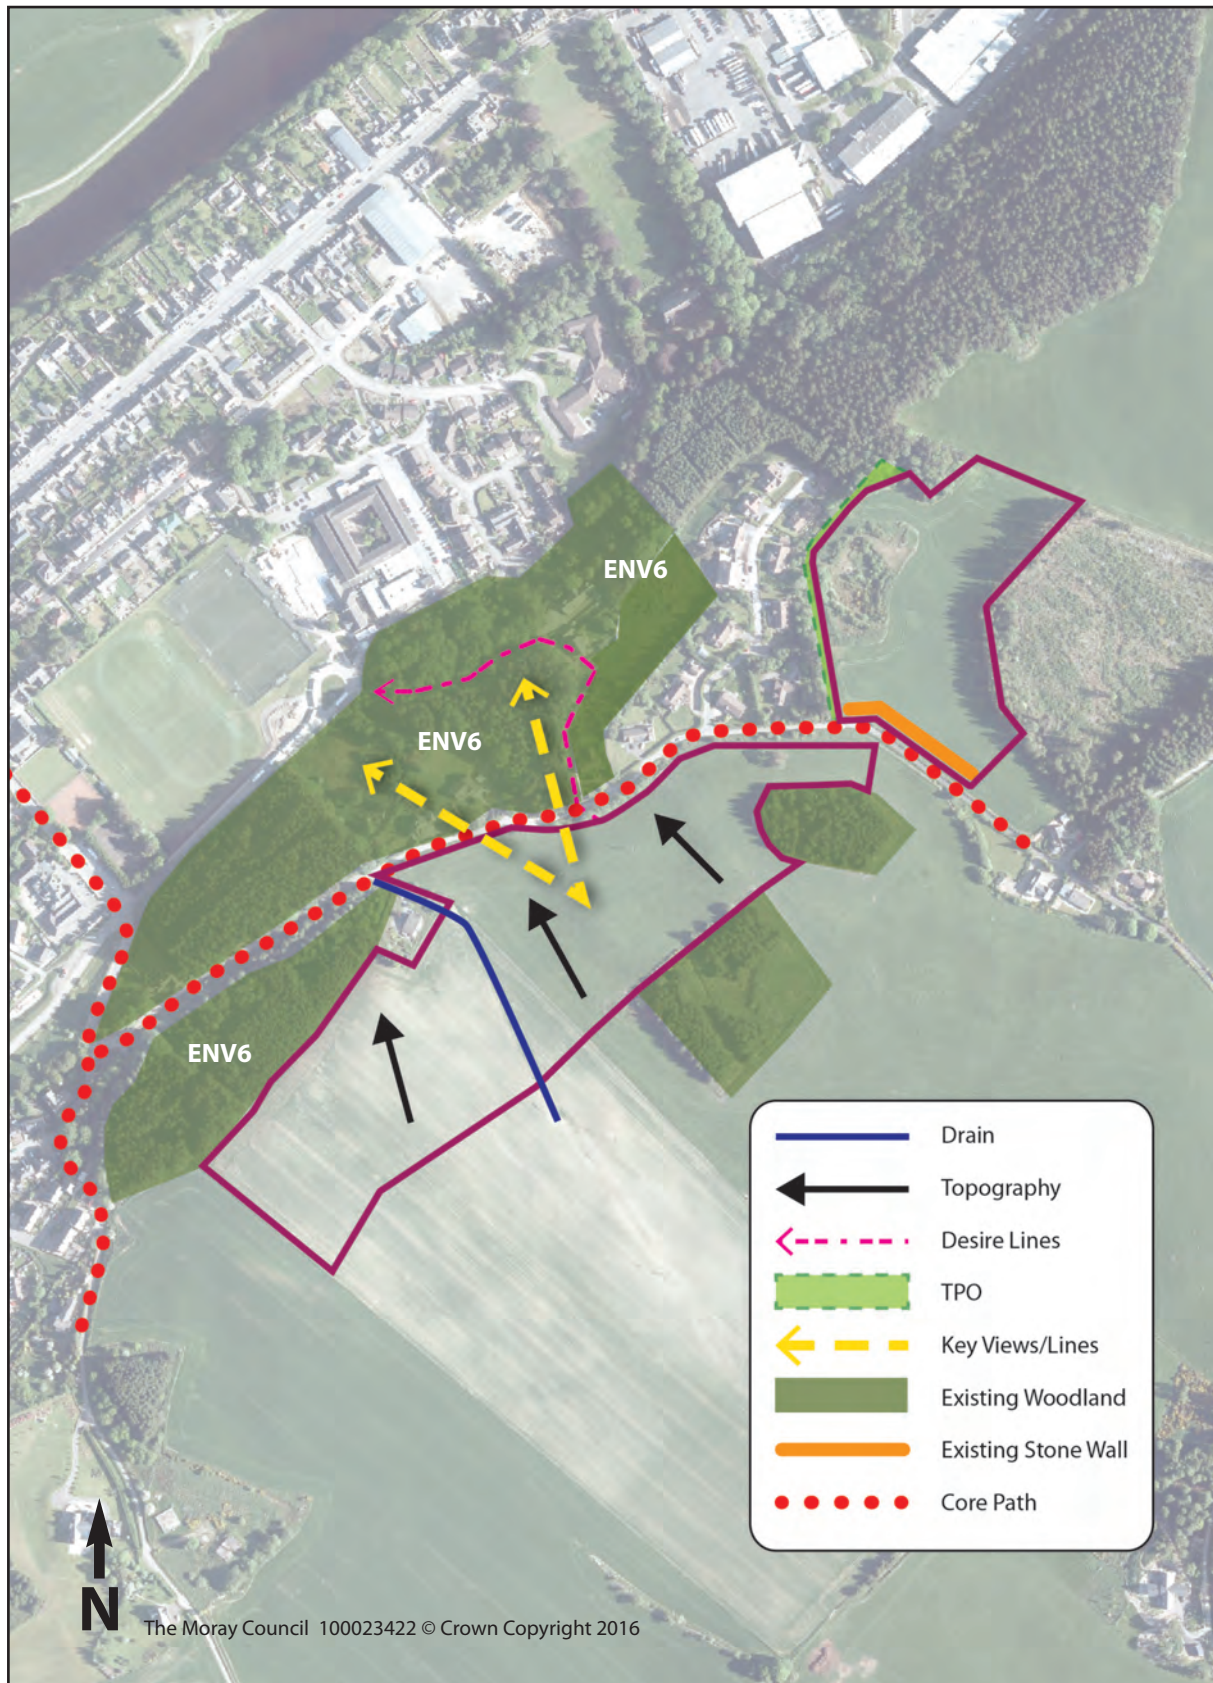 ENV6
ENV6
ENV6
Drain
Topography
Desire Lines
TPO
Key Views/Lines
Existing Woodland
Existing Stone Wall
Core Path
N
The Moray Council 100023422 © Crown Copyright 2016